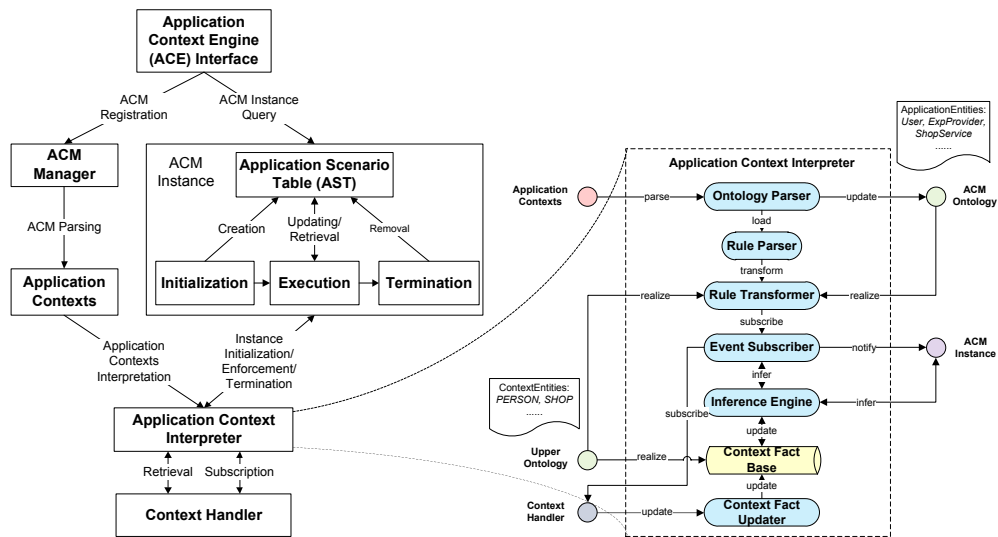 Application
Context Engine
(ACE) Interface
ACM
Registration
ACM Instance
Query
ACM
Manager
ACM
Instance
Application Scenario
Table (AST)
ACM Parsing
Creation
Updating/
Retrieval
Removal
Initialization
Execution
Termination
Application
Contexts
Application
Contexts
Interpretation
Instance
Initialization/
Enforcement/
Termination
Application Context
Interpreter
Retrieval
Subscription
Context Handler
ApplicationEntities:
User, ExpProvider,
ShopService
......
Application Context Interpreter
Application
Contexts
parse
Ontology Parser
update
ACM
Ontology
load
Rule Parser
transform
realize
Rule Transformer
realize
subscribe
Event Subscriber
notify
ACM
Instance
infer
ContextEntities:
PERSON, SHOP
......
subscribe
Inference Engine
infer
update
Upper
Ontology
realize
Context Fact
Base
update
Context
Handler
update
Context Fact
Updater